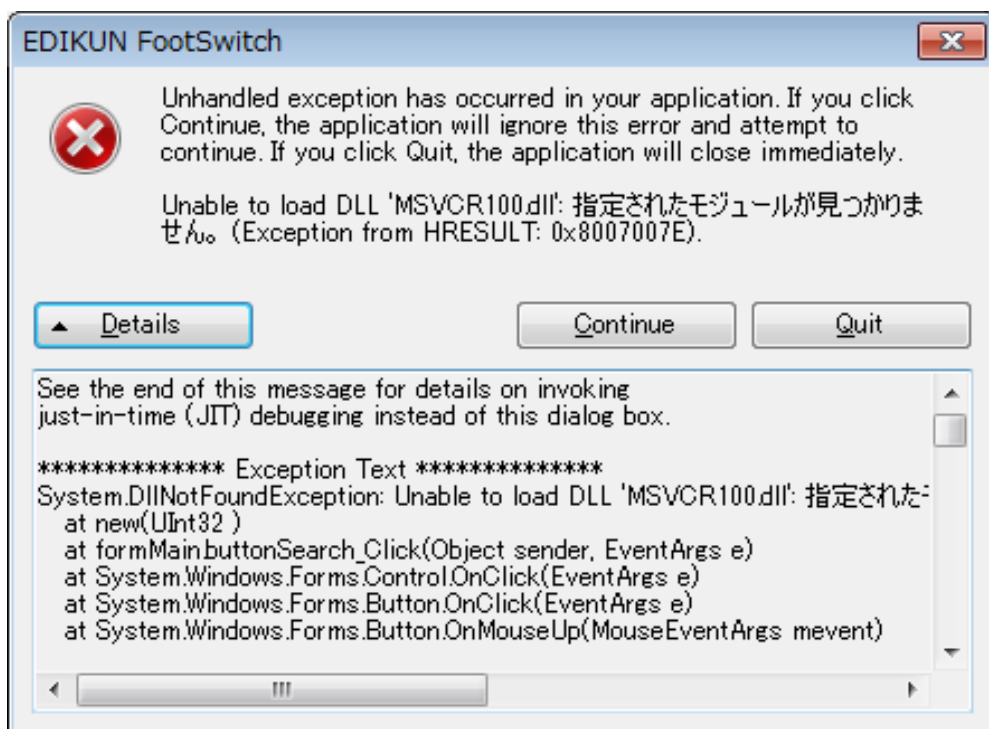 EDIKUN FootSwitch
Unhandled exception has occurred in your application. If you click
Continue, the application will ignore this error and attempt to
continue. If you click Quit, the application will close immediately.
Unable to load DLL 'MSVCR100.dll': 指定されたモジュールが見つかりま
せん。 (Exception from HRESULT: 0x8007007E).
Details
Continue
Quit
See the end of this message for details on invoking
just-in-time (JIT) debugging instead of this dialog box.
************** Exception Text **************
System.DllNotFoundException: Unable to load DLL 'MSVCR100.dll': 指定された
at new(UInt32 )
at formMain.buttonSearch_Click(Object sender, EventArgs e)
at System.Windows.Forms.Control.OnClick(EventArgs e)
at System.Windows.Forms.Button.OnClick(EventArgs e)
at System.Windows.Forms.Button.OnMouseUp(MouseEventArgs mevent)